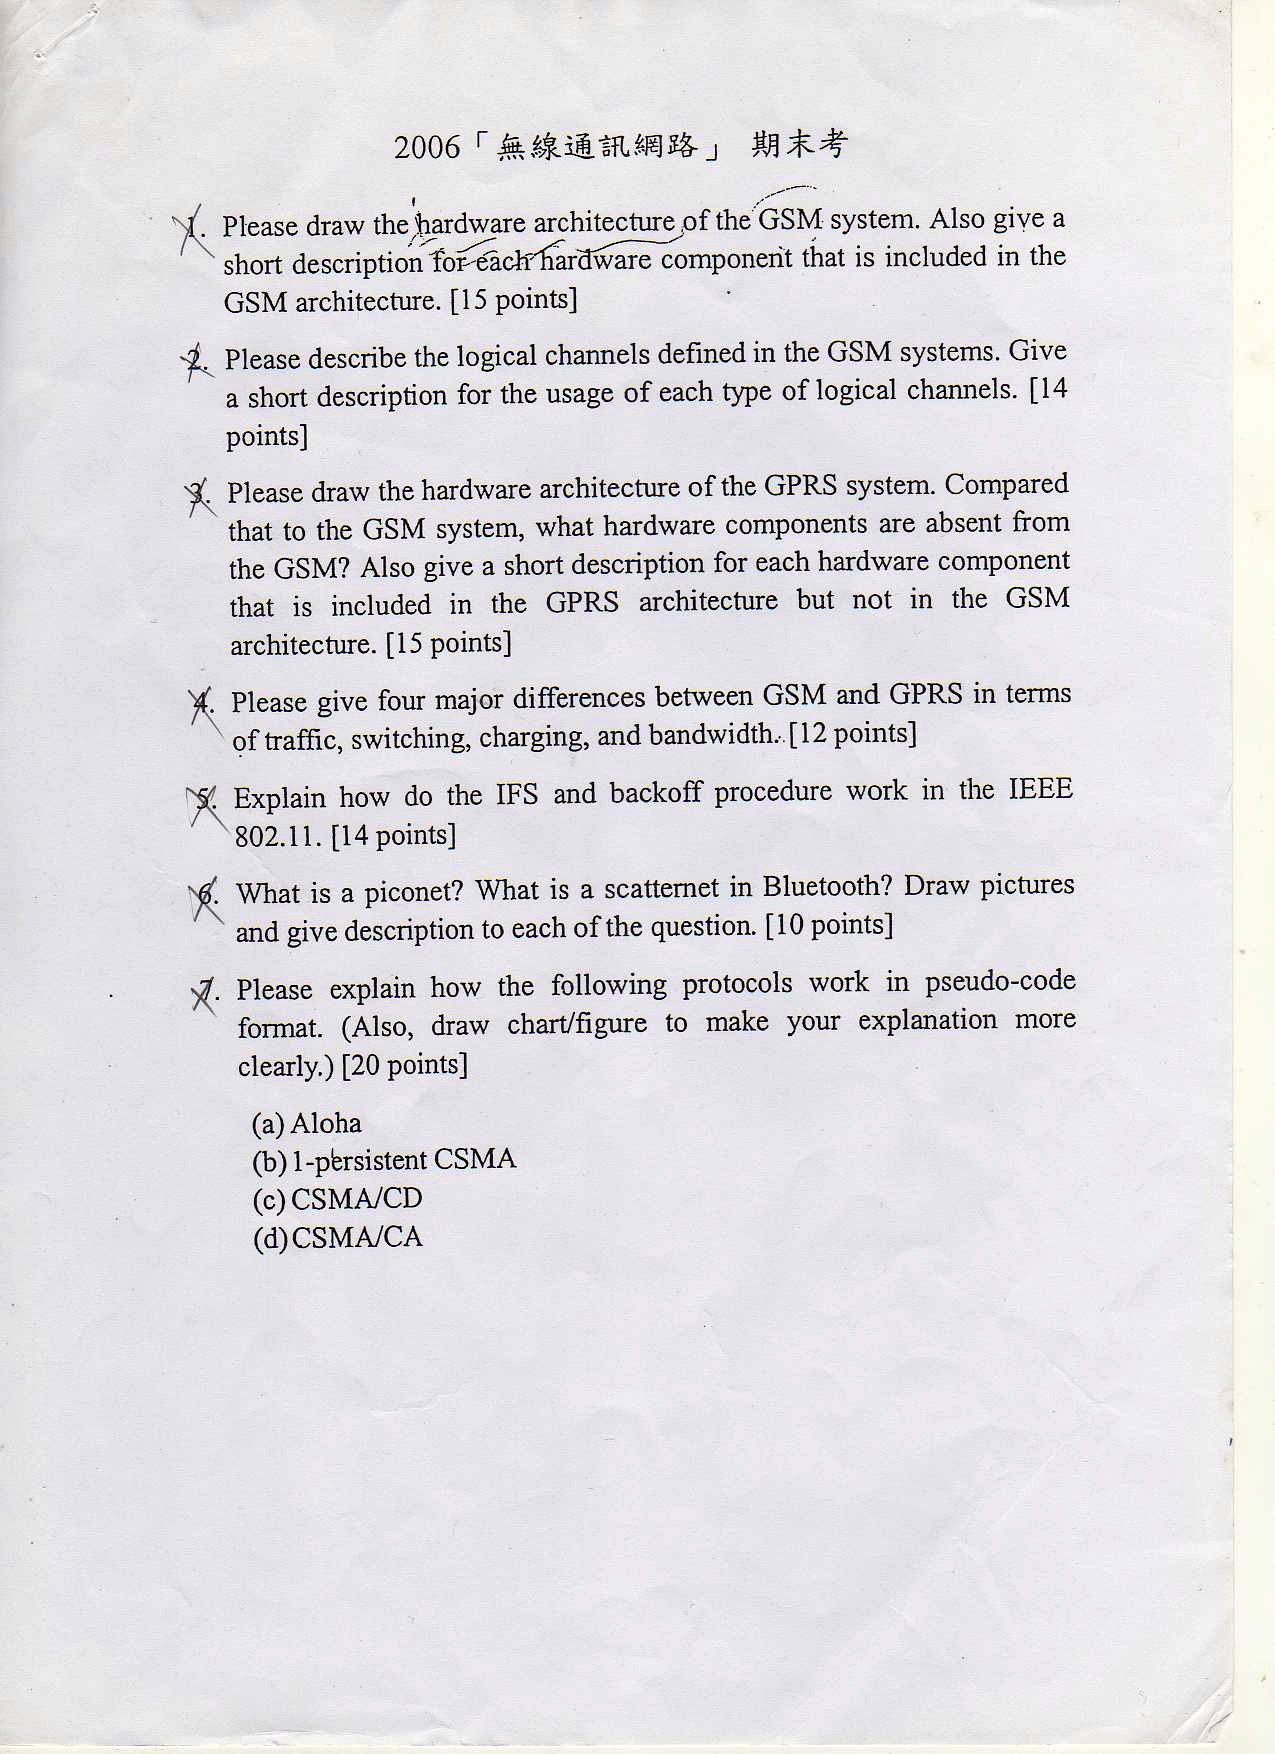 2006「無線通訊網路」 期末考
1. Please draw the hardware architecture of the GSM system. Also give a
short description for each hardware component that is included in the
GSM architecture. [15 points]
2. Please describe the logical channels defined in the GSM systems. Give
a short description for the usage of each type of logical channels. [14
points]
3. Please draw the hardware architecture of the GPRS system. Compared
that to the GSM system, what hardware components are absent from
the GSM? Also give a short description for each hardware component
that is included in the GPRS architecture but not in the GSM
architecture. [15 points]
4. Please give four major differences between GSM and GPRS in terms
of traffic, switching, charging, and bandwidth. [12 points]
5. Explain how do the IFS and backoff procedure work in the IEEE
802.11. [14 points]
6. What is a piconet? What is a scatternet in Bluetooth? Draw pictures
and give description to each of the question. [10 points]
7. Please explain how the following protocols work in pseudo-code
format. (Also, draw chart/figure to make your explanation more
clearly.) [20 points]
(a) Aloha
(b) 1-persistent CSMA
(c) CSMA/CD
(d) CSMA/CA